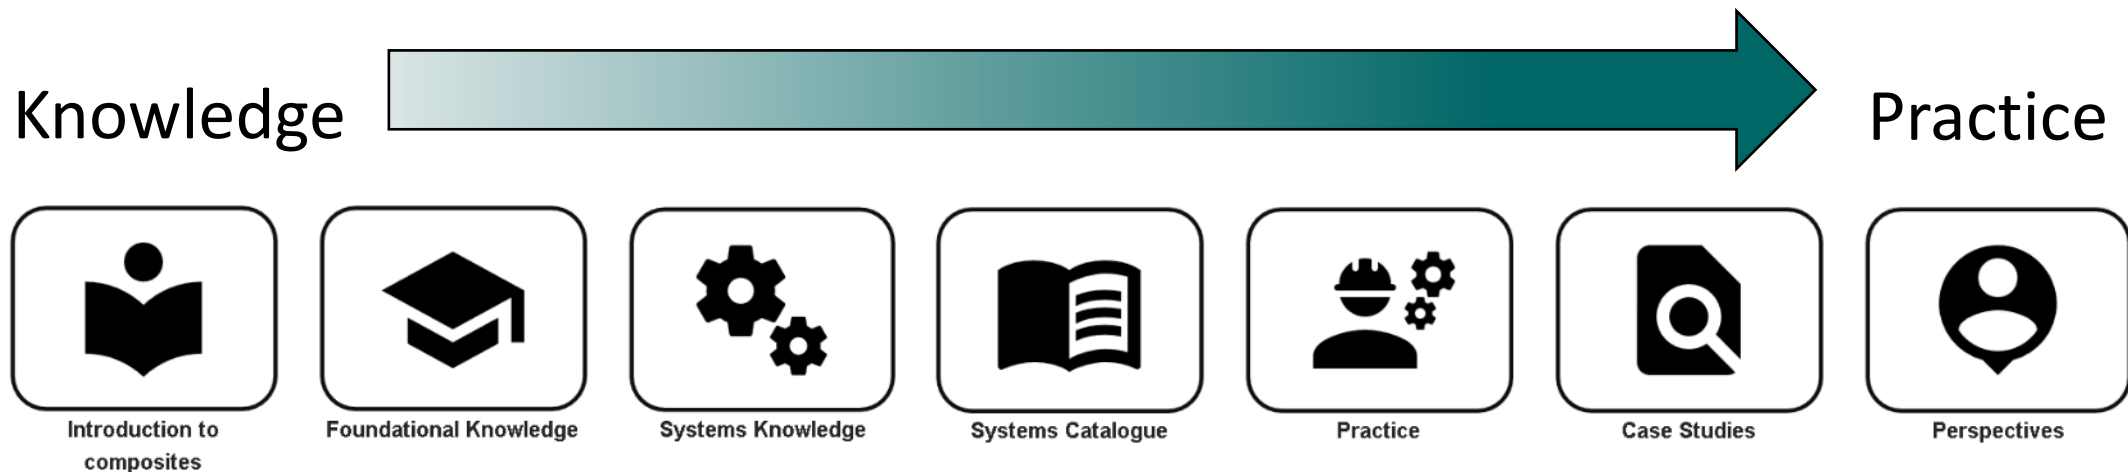 Knowledge
Practice
Introduction to
composites
Foundational Knowledge
Systems Knowledge
Systems Catalogue
Practice
Case Studies
Perspectives